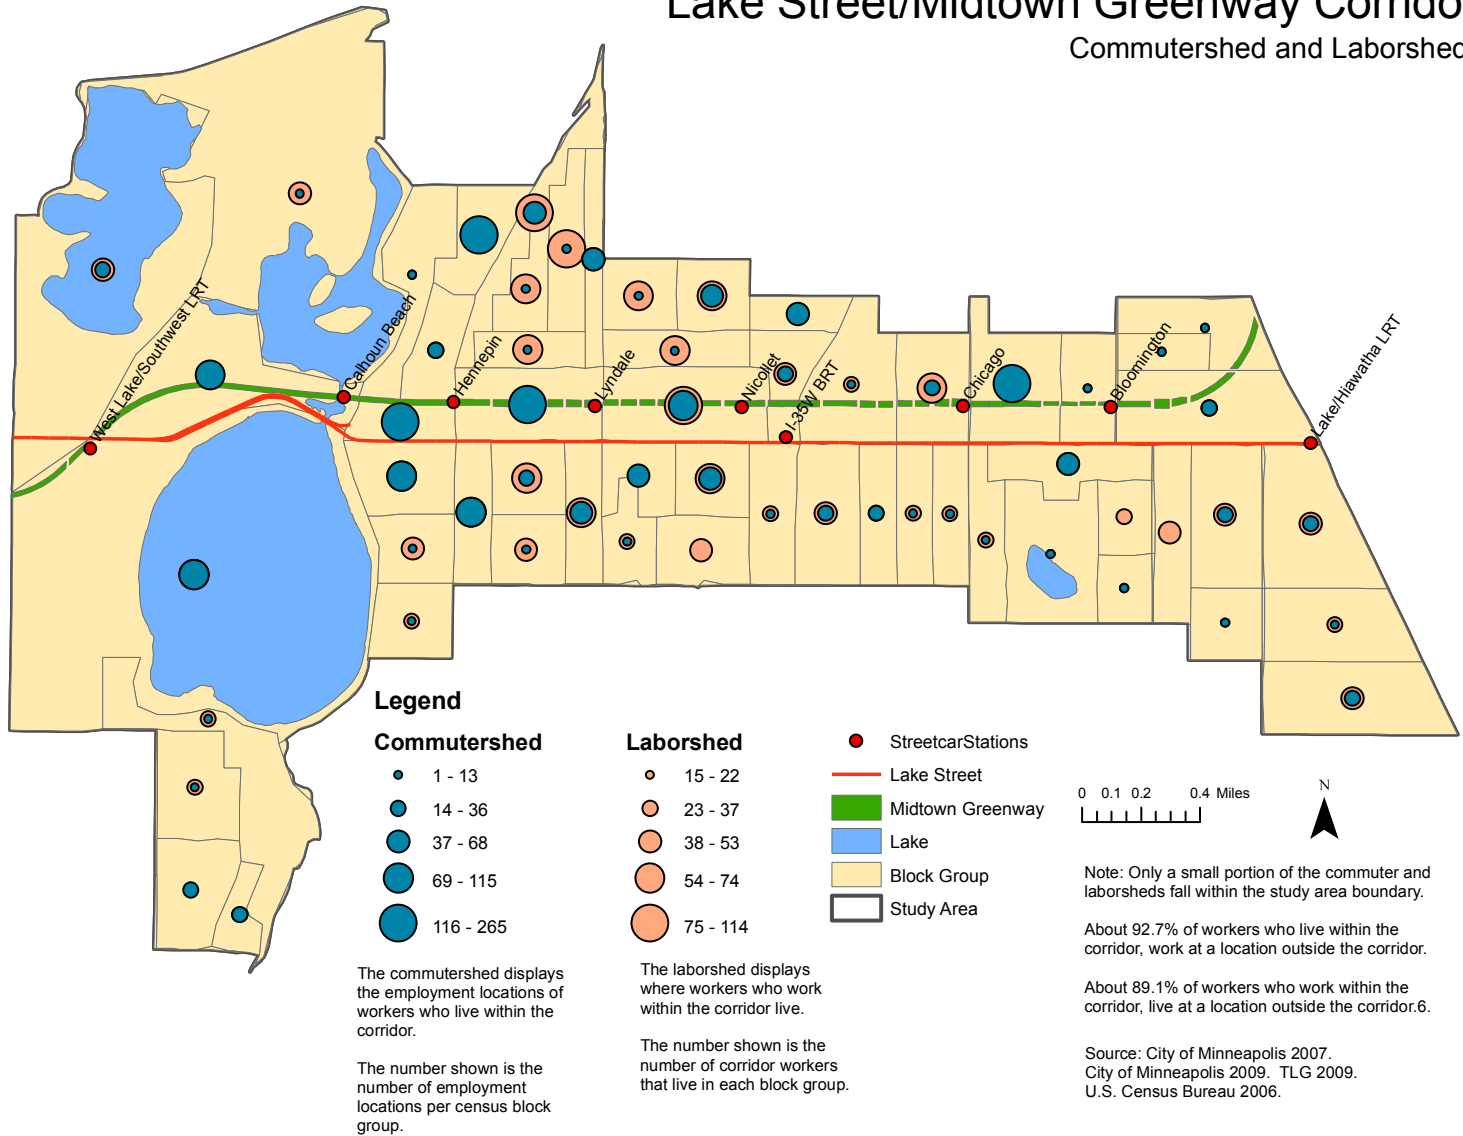 Lake Street/Midtown Greenway Corrido
Commutershed and Laborshed
West Lake/Southwest LRT
Calhoun Beach
Hennepin
Lyndale
Nicollet
I-35W BRT
Chicago
Bloomington
Lake/Hiawatha LRT
Legend
Commutershed
1 - 13
14 - 36
37 - 68
69 - 115
116 - 265
The commutershed displays
the employment locations of
workers who live within the
corridor.
The number shown is the
number of employment
locations per census block
group.
Laborshed
15 - 22
23 - 37
38 - 53
54 - 74
75 - 114
The laborshed displays
where workers who work
within the corridor live.
The number shown is the
number of corridor workers
that live in each block group.
StreetcarStations
Lake Street
Midtown Greenway
Lake
Block Group
Study Area
0 0.1 0.2 0.4 Miles
N
Note: Only a small portion of the commuter and
laborsheds fall within the study area boundary.
About 92.7% of workers who live within the
corridor, work at a location outside the corridor.
About 89.1% of workers who work within the
corridor, live at a location outside the corridor.6.
Source: City of Minneapolis 2007.
City of Minneapolis 2009. TLG 2009.
U.S. Census Bureau 2006.